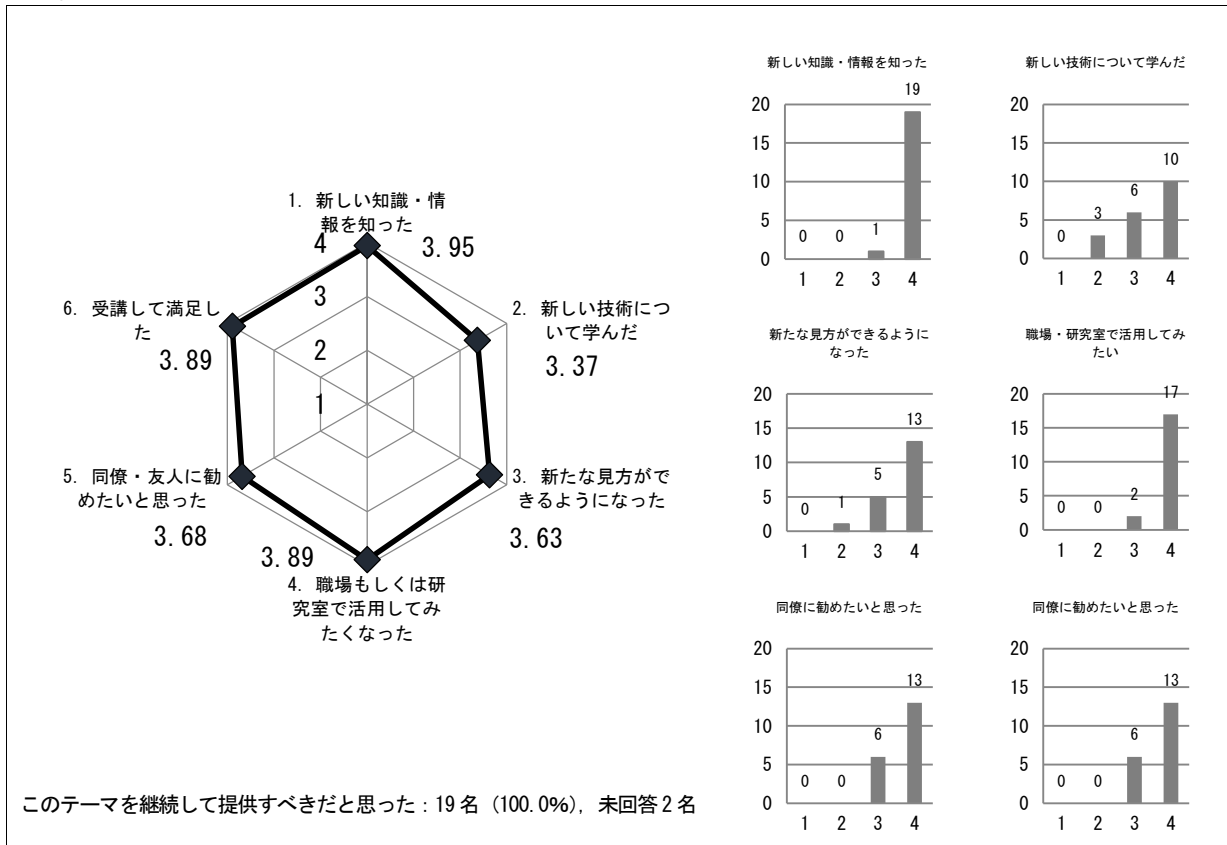 1. 新しい知識・情
報を知った
3.95
2. 新しい技術につ
いて学んだ
3.37
3. 新たな見方がで
きるようになった
3.63
4. 職場もしくは研
究室で活用してみ
たくなった
3.89
5. 同僚・友人に勧
めたいと思った
3.68
6. 受講して満足し
た
3.89
4
3
2
1
新しい知識・情報を知った
20
15
10
5
0
0 0 1 19
1 2 3 4
新しい技術について学んだ
20
15
10
5
0
0 3 6 10
1 2 3 4
新たな見方ができるように
なった
20
15
10
5
0
0 1 5 13
1 2 3 4
職場・研究室で活用してみ
たい
20
15
10
5
0
0 0 2 17
1 2 3 4
同僚に勧めたいと思った
20
15
10
5
0
0 0 6 13
1 2 3 4
同僚に勧めたいと思った
20
15
10
5
0
0 0 6 13
1 2 3 4
このテーマを継続して提供すべきだと思った：19名（100.0%），未回答2名